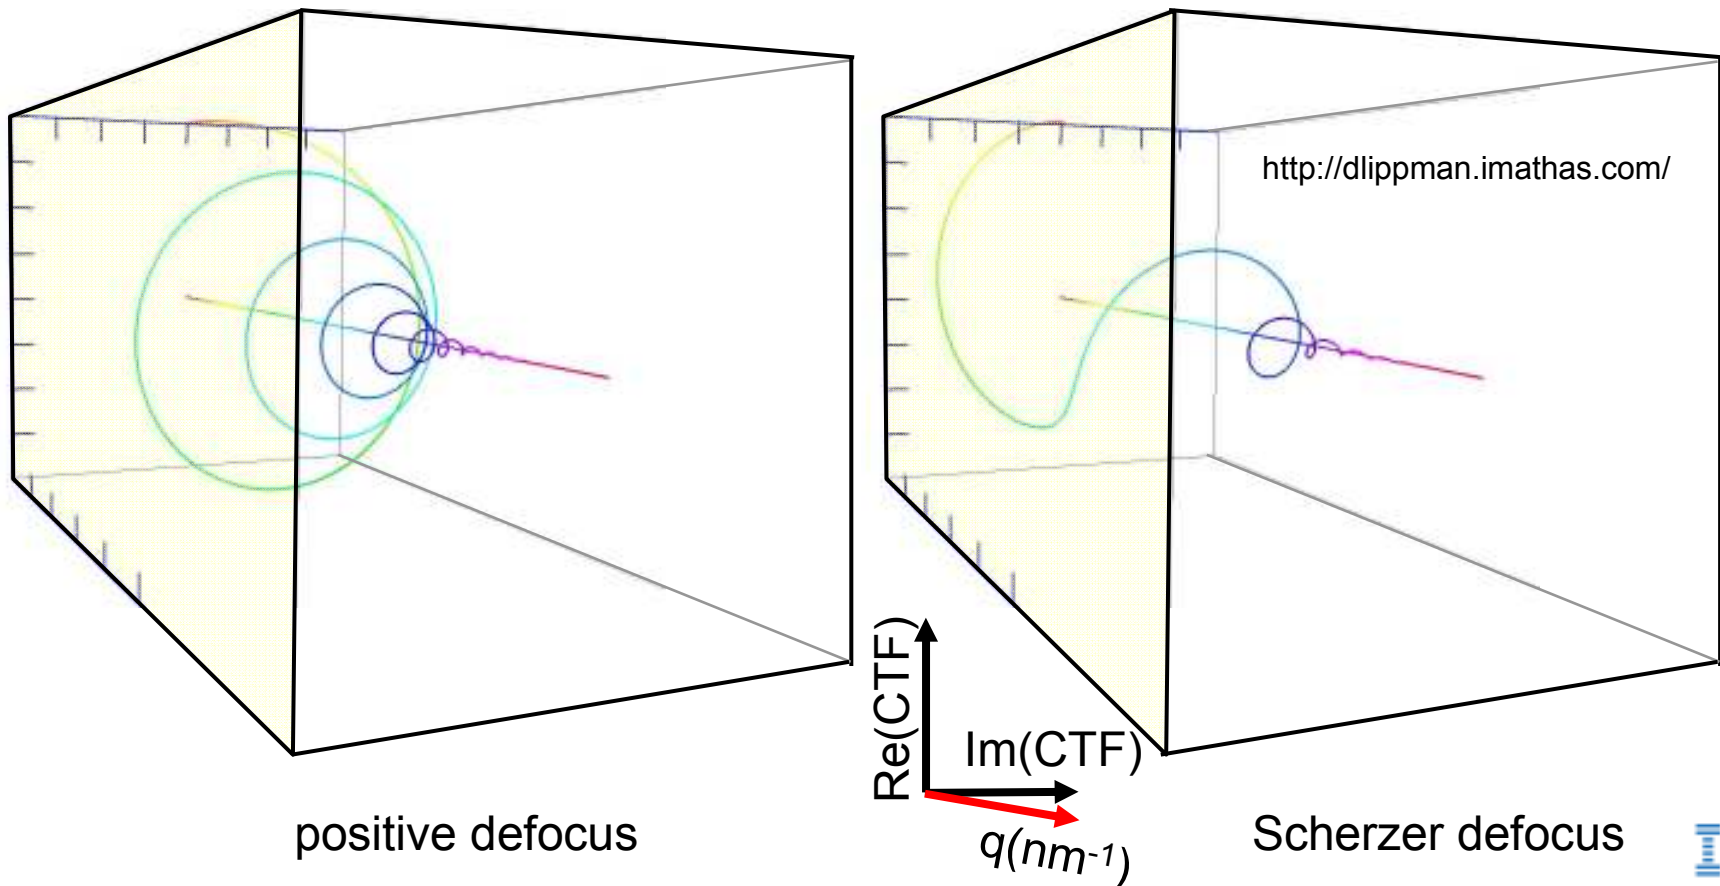 http://dlippman.imathas.com/
Re(CTF)
Im(CTF)
q(nm-1)
positive defocus
Scherzer defocus